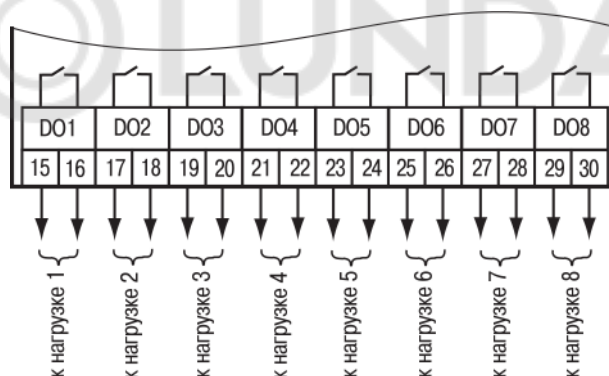 LUNDA
DO1 DO2 DO3 DO4 DO5 DO6 DO7 DO8
15 16 17 18 19 20 21 22 23 24 25 26 27 28 29 30
к нагрузке 1
к нагрузке 2
к нагрузке 3
к нагрузке 4
к нагрузке 5
к нагрузке 6
к нагрузке 7
к нагрузке 8